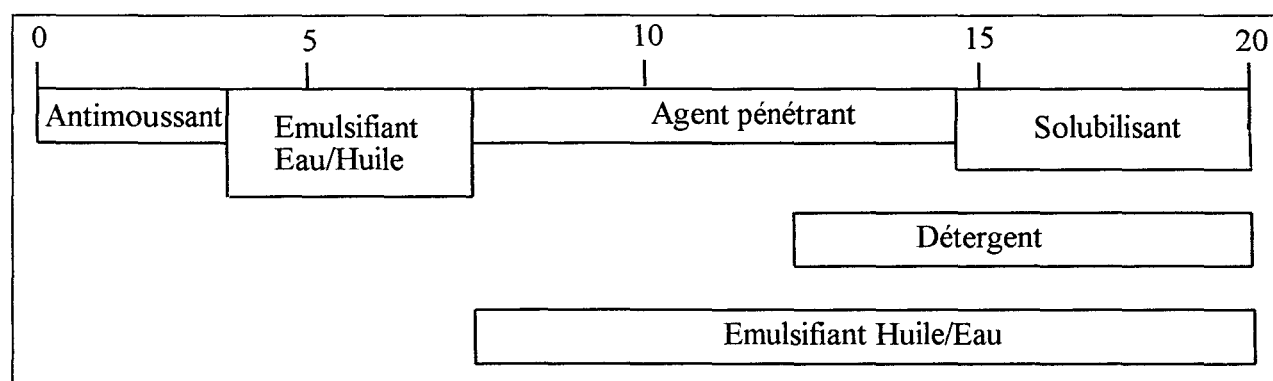 0 5 10 15 20
Antimoussant Emulsifiant Agent pénétrant Solubilisant
Eau/Huile
Détergent
Emulsifiant Huile/Eau